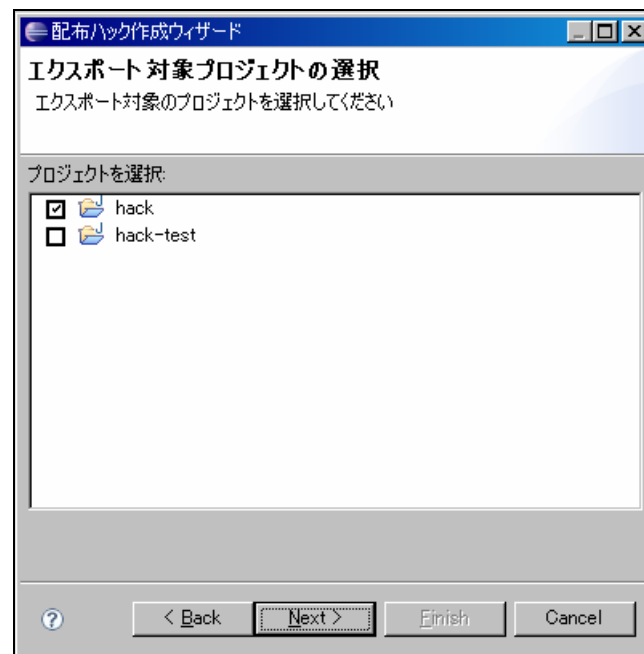 配布ハック作成ウィザード
エクスポート対象プロジェクトの選択
エクスポート対象のプロジェクトを選択してください
プロジェクトを選択:
hack
hack-test
?
< Back
Next >
Finish
Cancel